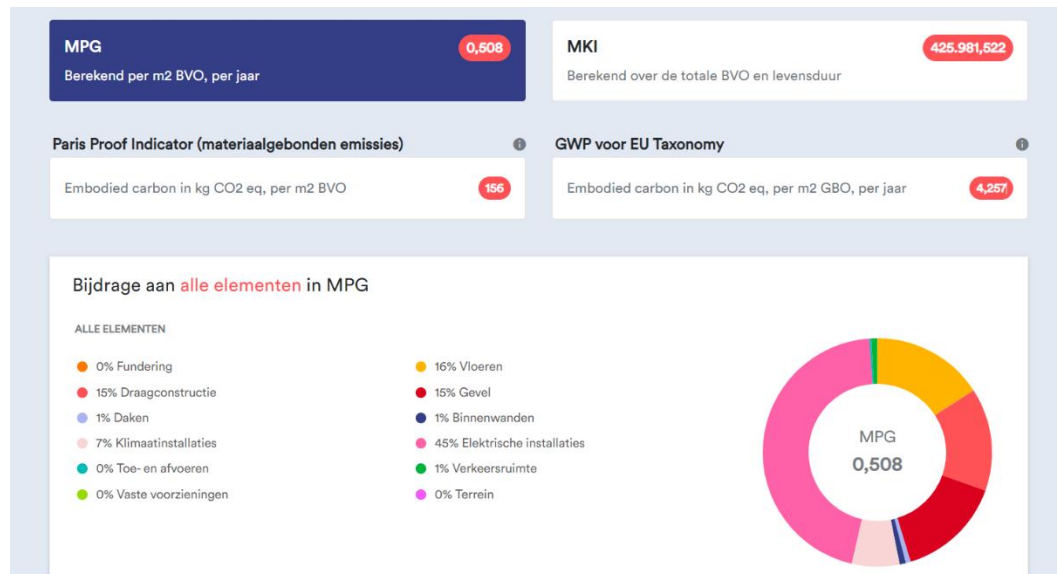 MPG
0,508
Berekend per m2 BVO, per jaar
MKI
425.981,522
Berekend over de totale BVO en levensduur
Paris Proof Indicator (materiaalgebonden emissies)
Embodied carbon in kg CO2 eq, per m2 BVO
156
GWP voor EU Taxonomy
Embodied carbon in kg CO2 eq, per m2 GBO, per jaar
4,257
Bijdrage aan alle elementen in MPG
ALLE ELEMENTEN
0% Fundering
15% Draagconstructie
1% Daken
7% Klimaatinstallaties
0% Toe- en afvoeren
0% Vaste voorzieningen
16% Vloeren
15% Gevel
1% Binnenwanden
45% Elektrische installaties
1% Verkeersruimte
0% Terrein
MPG
0,508